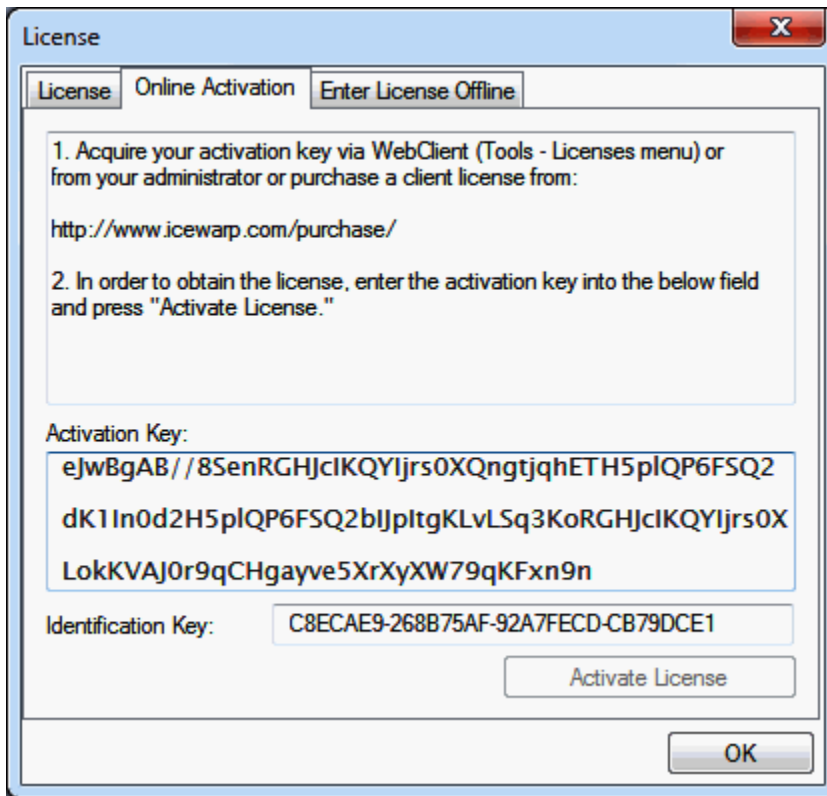 License
License
Online Activation
Enter License Offline
1. Acquire your activation key via WebClient (Tools - Licenses menu) or
from your administrator or purchase a client license from:
http://www.icewarp.com/purchase/
2. In order to obtain the license, enter the activation key into the below field
and press "Activate License."
Activation Key:
eJwBgAB//8SenRGHJcIKQYIjrs0XQngtjqhETH5plQP6FSQ2
dK1In0d2H5plQP6FSQ2bIJpItgKLvLSq3KoRGHJcIKQYIjrs0X
LokKVAJ0r9qCHgayve5XrXyXW79qKFxn9n
Identification Key:
C8ECAE9-268B75AF-92A7FECD-CB79DCE1
Activate License
OK